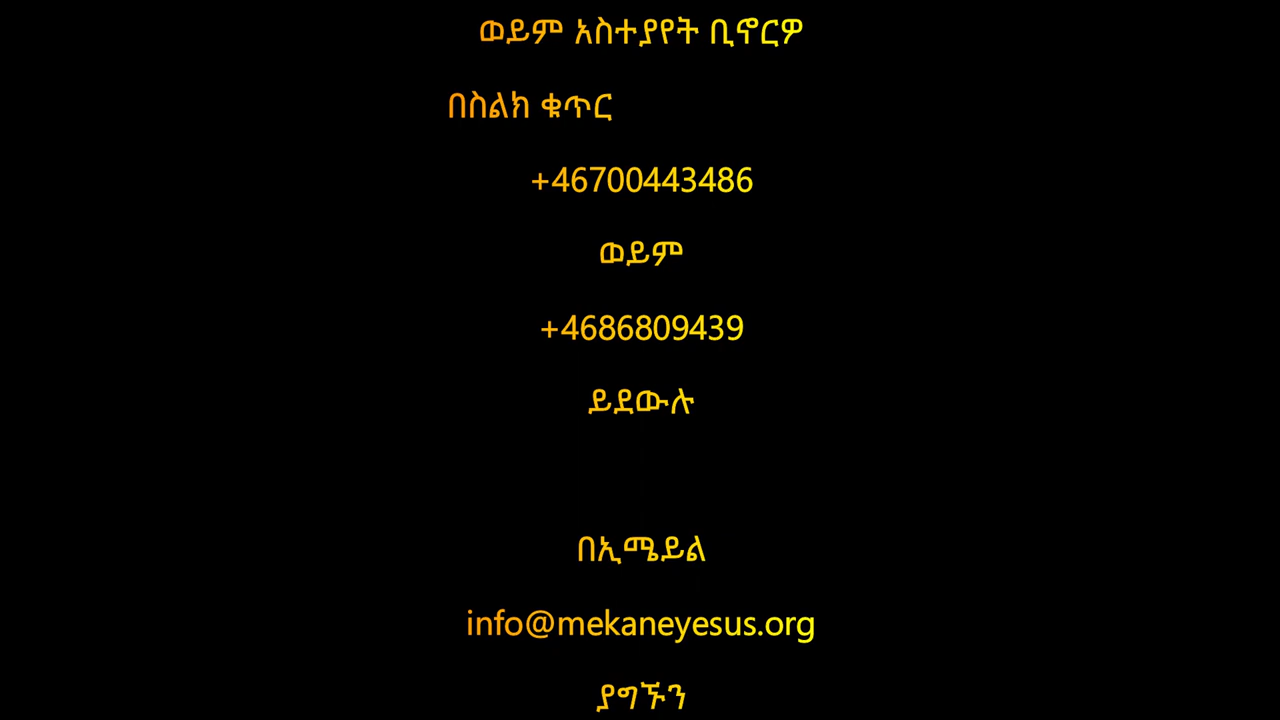 ወይም አስተያየት ቢኖርዎ
በስልክ ቁጥር
+46700443486
ወይም
+4686809439
ይደውሉ
በኢሜይል
info@mekaneyesus.org
ያግኙን